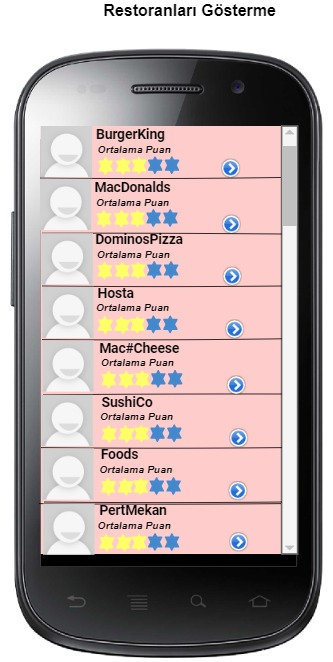 Restoranları Gösterme
BurgerKing
Ortalama Puan
MacDonalds
Ortalama Puan
DominosPizza
Ortalama Puan
Hosta
Ortalama Puan
Mac#Cheese
Ortalama Puan
SushiCo
Ortalama Puan
Foods
Ortalama Puan
PertMekan
Ortalama Puan